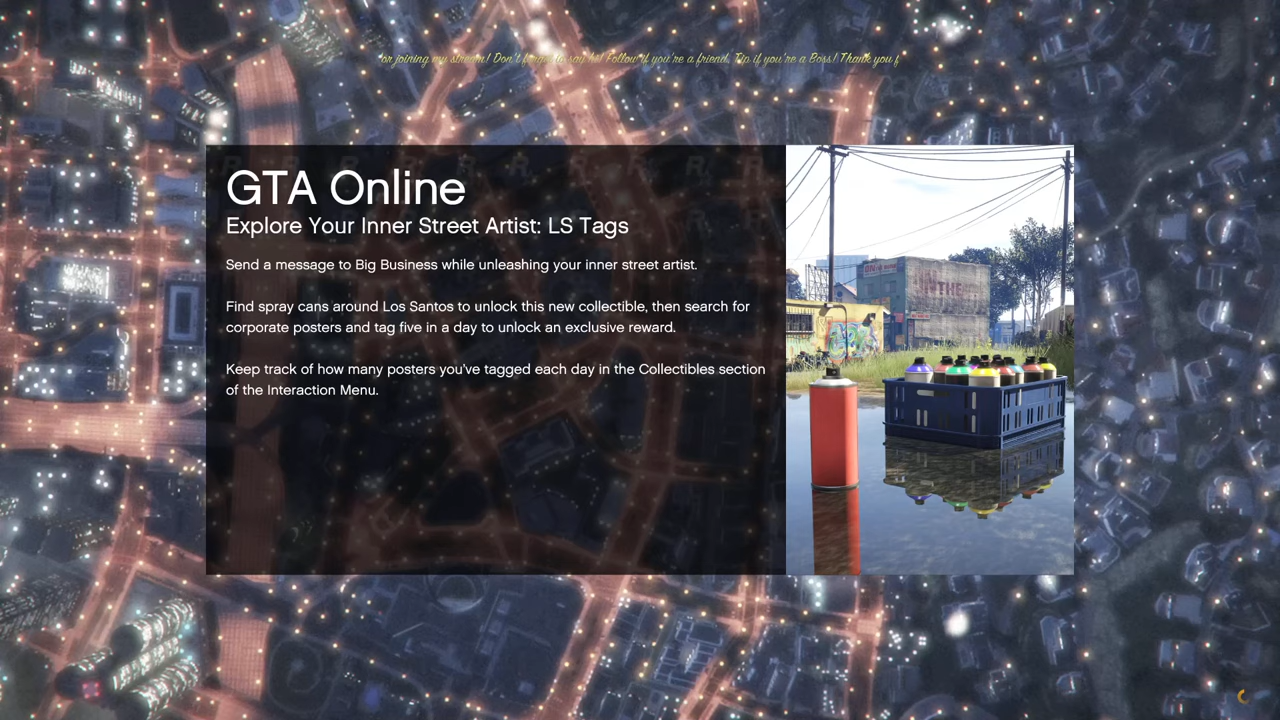 or joining my stream! Don't forget to say hi! Follow if you're a friend, Tip if you're a Boss! Thank you f
GTA Online
Explore Your Inner Street Artist: LS Tags
Send a message to Big Business while unleashing your inner street artist.
Find spray cans around Los Santos to unlock this new collectible, then search for
corporate posters and tag five in a day to unlock an exclusive reward.
Keep track of how many posters you've tagged each day in the Collectibles section
of the Interaction Menu.
INTHE